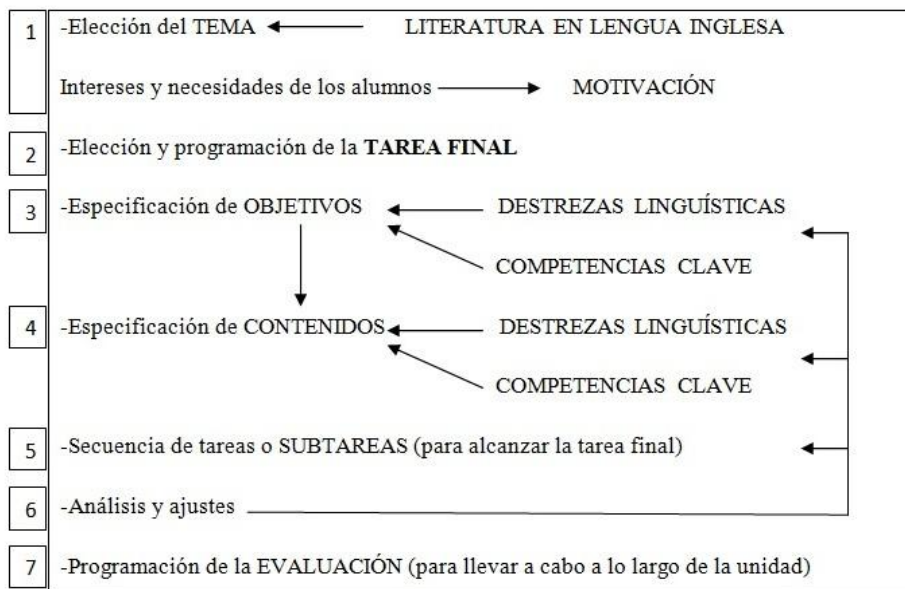 1
-Elección del TEMA LITERATURA EN LENGUA INGLESA
Intereses y necesidades de los alumnos MOTIVACIÓN
2
-Elección y programación de la TAREA FINAL
3
-Especificación de OBJETIVOS DESTREZAS LINGUÍSTICAS
COMPETENCIAS CLAVE
4
-Especificación de CONTENIDOS DESTREZAS LINGUÍSTICAS
COMPETENCIAS CLAVE
5
-Secuencia de tareas o SUBTAREAS (para alcanzar la tarea final)
6
-Análisis y ajustes
7
-Programación de la EVALUACIÓN (para llevar a cabo a lo largo de la unidad)